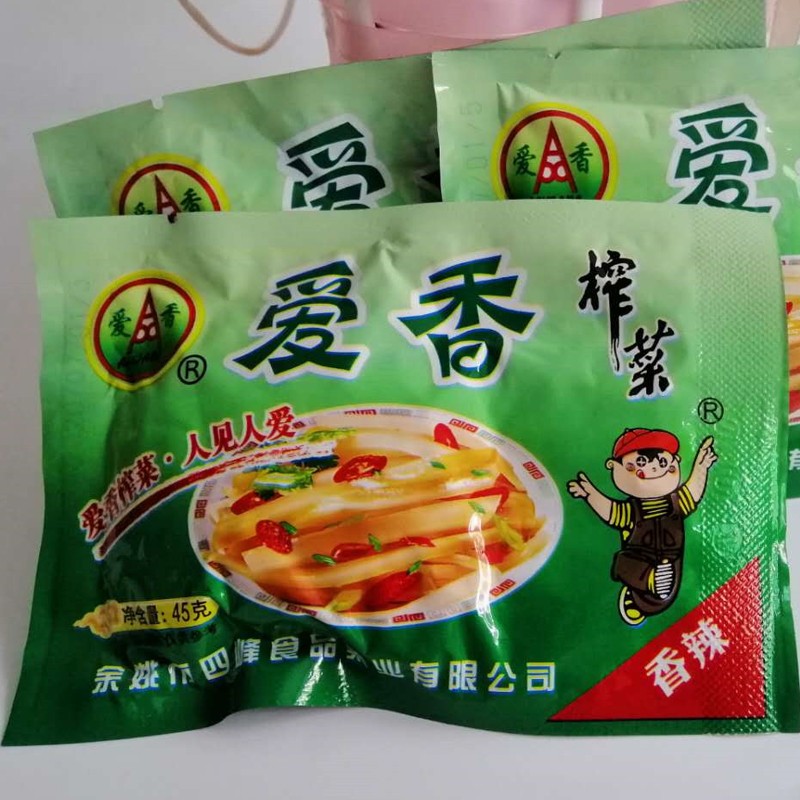 爱香
爱
爱香
爱
爱香
®
爱香
榨菜
®
爱香榨菜·人见人爱
净含量：45克
余姚市四峰食品实业有限公司
香辣